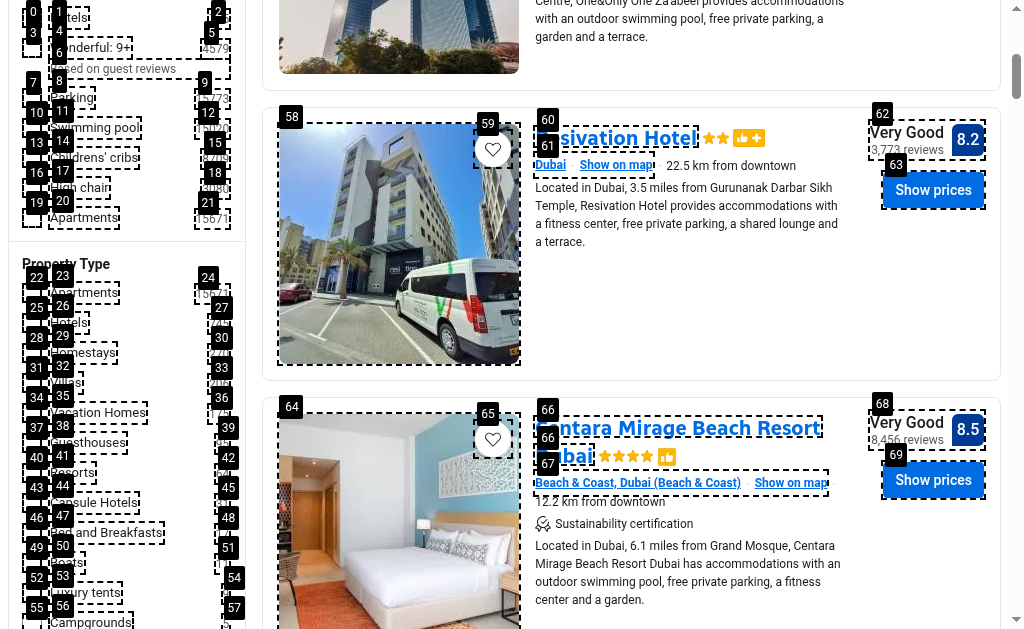 0
1
2
3
4
5
6
Wonderful: 9+
4579
Based on guest reviews
7
8
9
Parking
15773
10
11
12
Swimming pool
15020
13
14
15
Childrens' cribs
8709
16
17
18
High chair
3080
19
20
21
Apartments
15671
Property Type
22
23
24
Apartments
15671
25
26
27
Hotels
28
29
30
Homestays
31
32
33
Villas
34
35
36
Vacation Homes
37
38
39
Guesthouses
40
41
42
Resorts
43
44
45
Capsule Hotels
46
47
48
Bed and Breakfasts
49
50
51
Boats
52
53
54
Luxury tents
55
56
57
Campgrounds
5
Centre, One&Only One Za'abeel provides accommodations
with an outdoor swimming pool, free private parking, a
garden and a terrace.
58
59
60
61
Resivation Hotel
Dubai Show on map 22.5 km from downtown
Located in Dubai, 3.5 miles from Gurunanak Darbar Sikh
Temple, Resivation Hotel provides accommodations with
a fitness center, free private parking, a shared lounge and
a terrace.
62
Very Good
3,773 reviews
8.2
63
Show prices
64
65
66
66
67
Centara Mirage Beach Resort
Dubai
Beach & Coast, Dubai (Beach & Coast) Show on map
12.2 km from downtown
Sustainability certification
Located in Dubai, 6.1 miles from Grand Mosque, Centara
Mirage Beach Resort Dubai has accommodations with an
outdoor swimming pool, free private parking, a fitness
center and a garden.
68
Very Good
8,456 reviews
8.5
69
Show prices